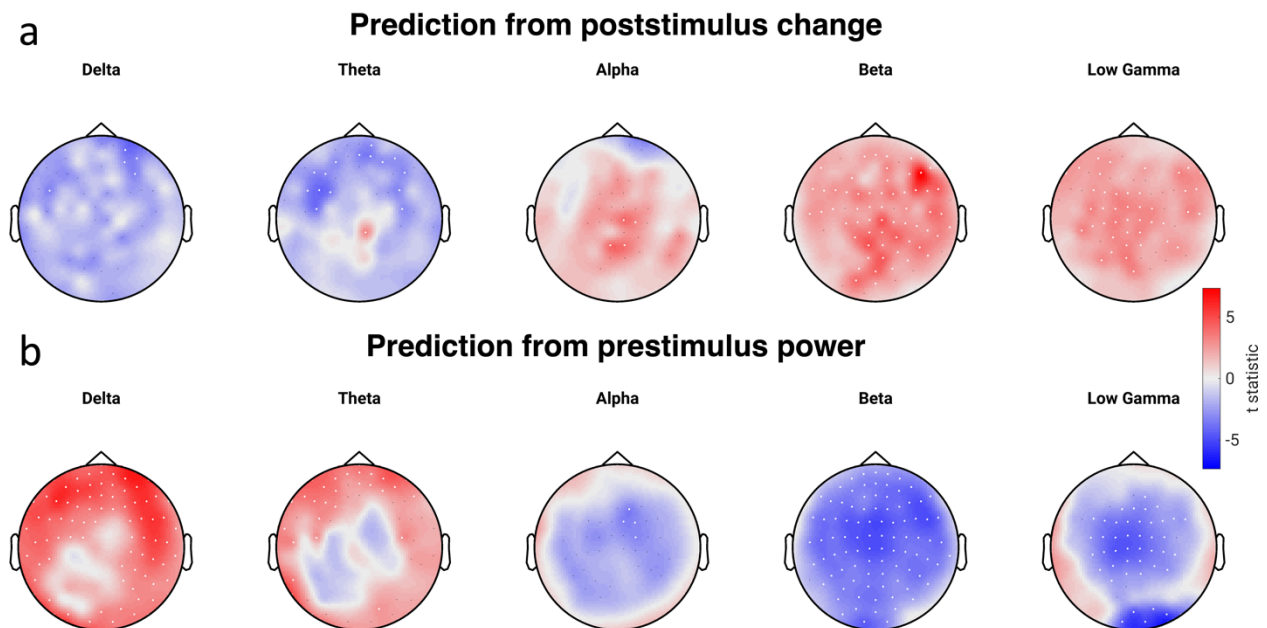 a
Prediction from poststimulus change
Delta Theta Alpha Beta Low Gamma
5
0
-5
t statistic
b
Prediction from prestimulus power
Delta Theta Alpha Beta Low Gamma